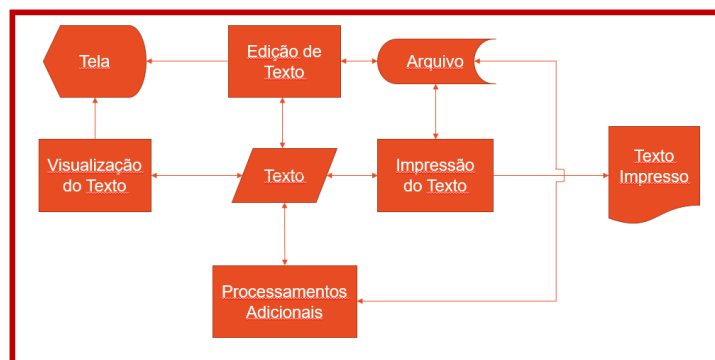 Tela
Edição de
Texto
Arquivo
Visualização
do Texto
Texto
Impressão
do Texto
Texto
Impresso
Processamentos
Adicionais